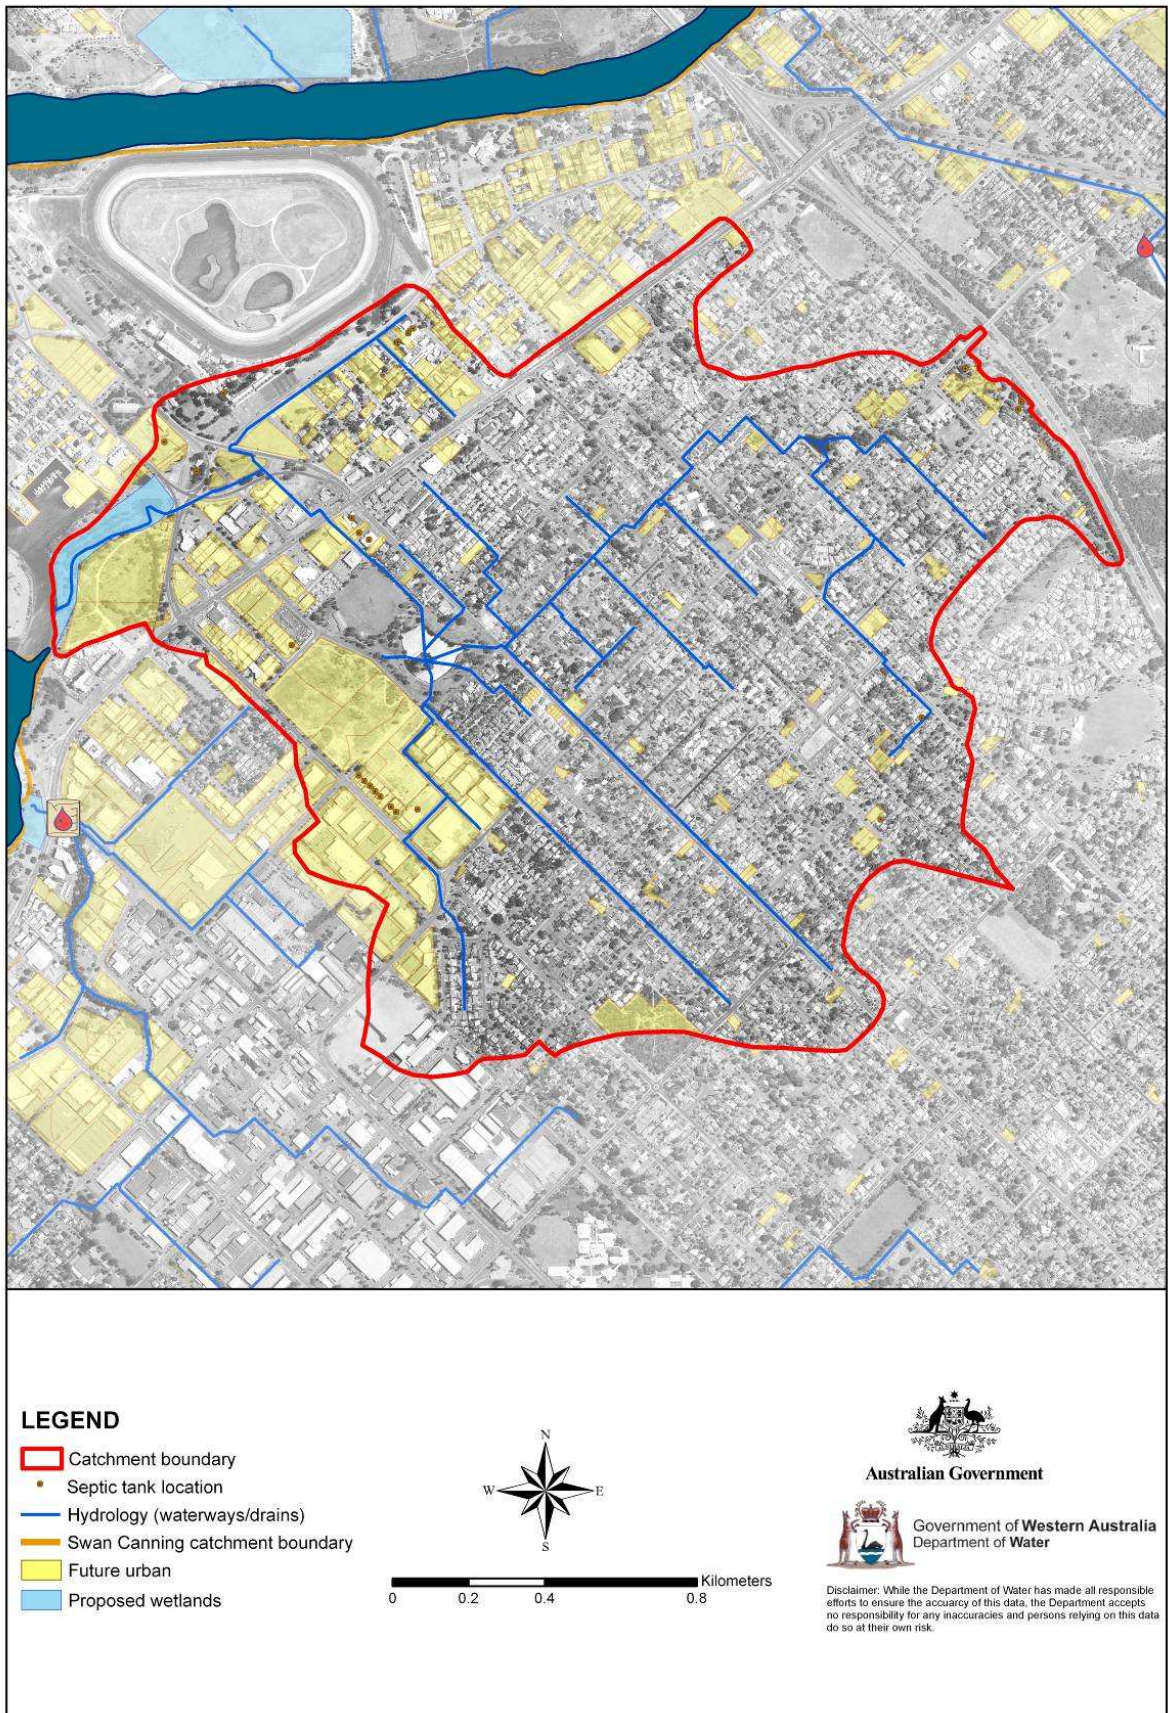 LEGEND
Catchment boundary
Septic tank location
Hydrology (waterways/drains)
Swan Canning catchment boundary
Future urban
Proposed wetlands
N
W
E
S
Kilometers
0 0.2 0.4 0.8
Australian Government
Government of Western Australia
Department of Water
Disclaimer: While the Department of Water has made all responsible
efforts to ensure the accuarcy of this data, the Department accepts
no responsibility for any inaccuracies and persons relying on this data
do so at their own risk.